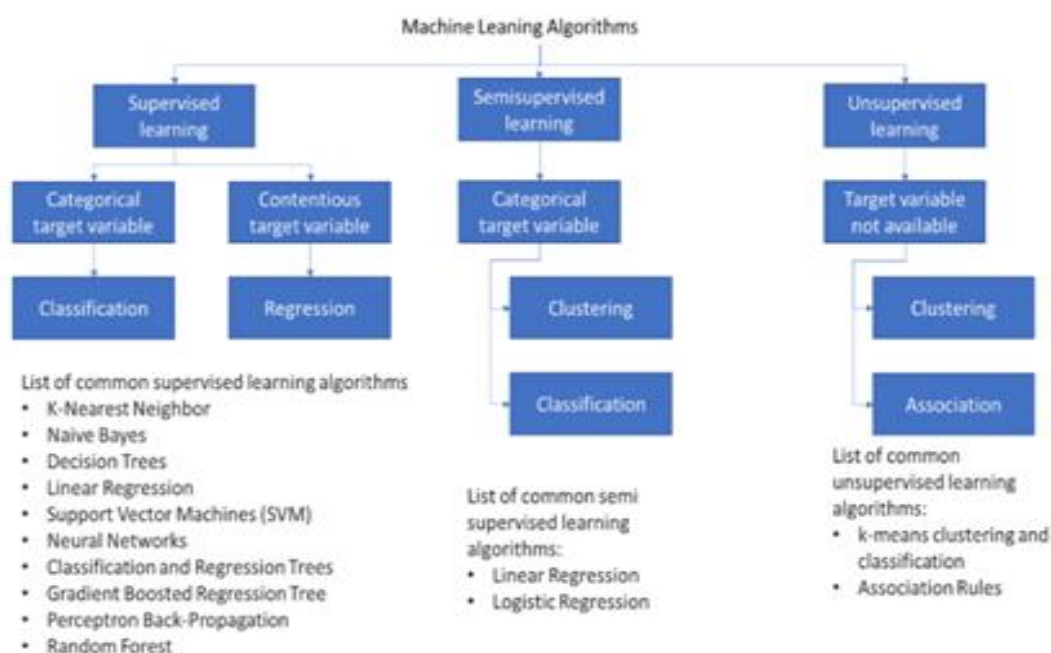 Machine Leaning Algorithms
Supervised
learning
Semisupervised
learning
Unsupervised
learning
Categorical
target variable
Contentious
target variable
Categorical
target variable
Target variable
not available
Classification
Regression
Clustering
Classification
Clustering
Association
List of common supervised learning algorithms
• K-Nearest Neighbor
• Naive Bayes
• Decision Trees
• Linear Regression
• Support Vector Machines (SVM)
• Neural Networks
• Classification and Regression Trees
• Gradient Boosted Regression Tree
• Perceptron Back-Propagation
• Random Forest
List of common semi
supervised learning
algorithms:
• Linear Regression
• Logistic Regression
List of common
unsupervised learning
algorithms:
• k-means clustering and
classification
• Association Rules